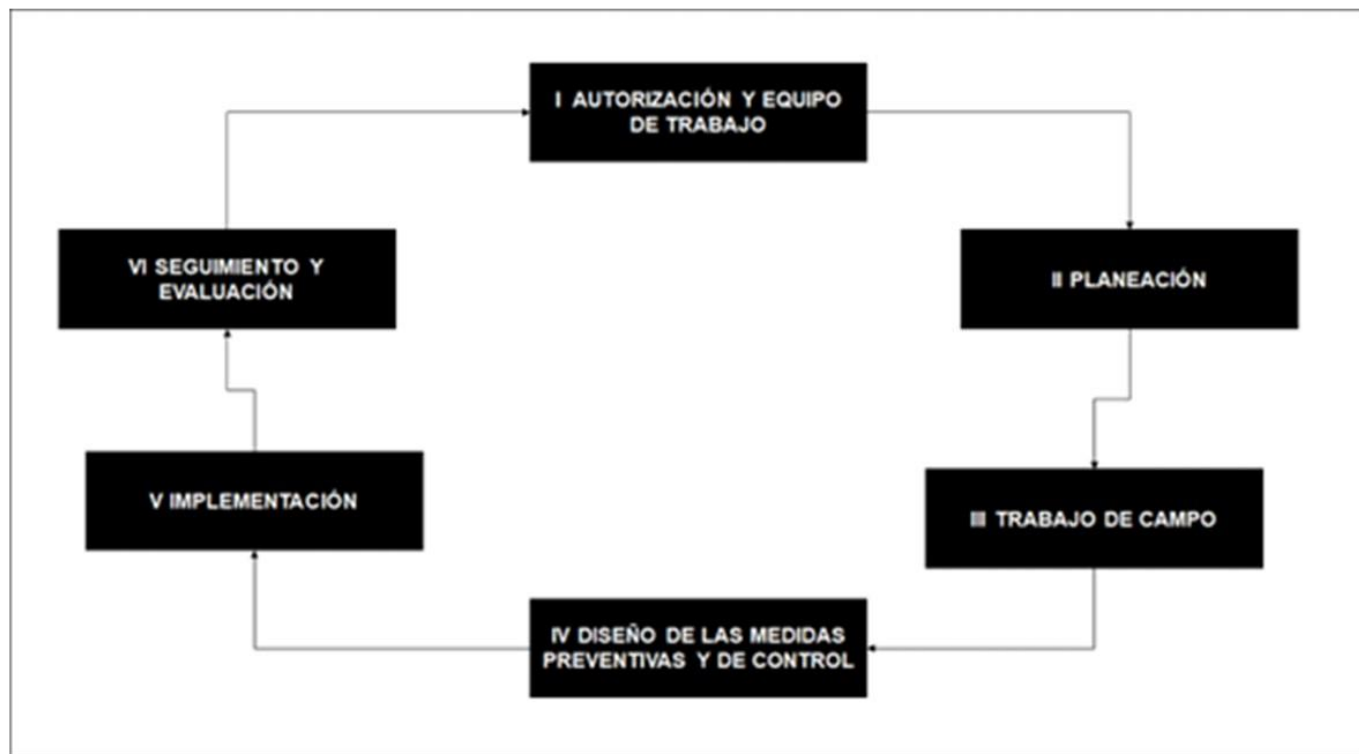 I AUTORIZACIÓN Y EQUIPO
DE TRABAJO
II PLANEACIÓN
III TRABAJO DE CAMPO
IV DISEÑO DE LAS MEDIDAS
PREVENTIVAS Y DE CONTROL
V IMPLEMENTACIÓN
VI SEGUIMIENTO Y
EVALUACIÓN